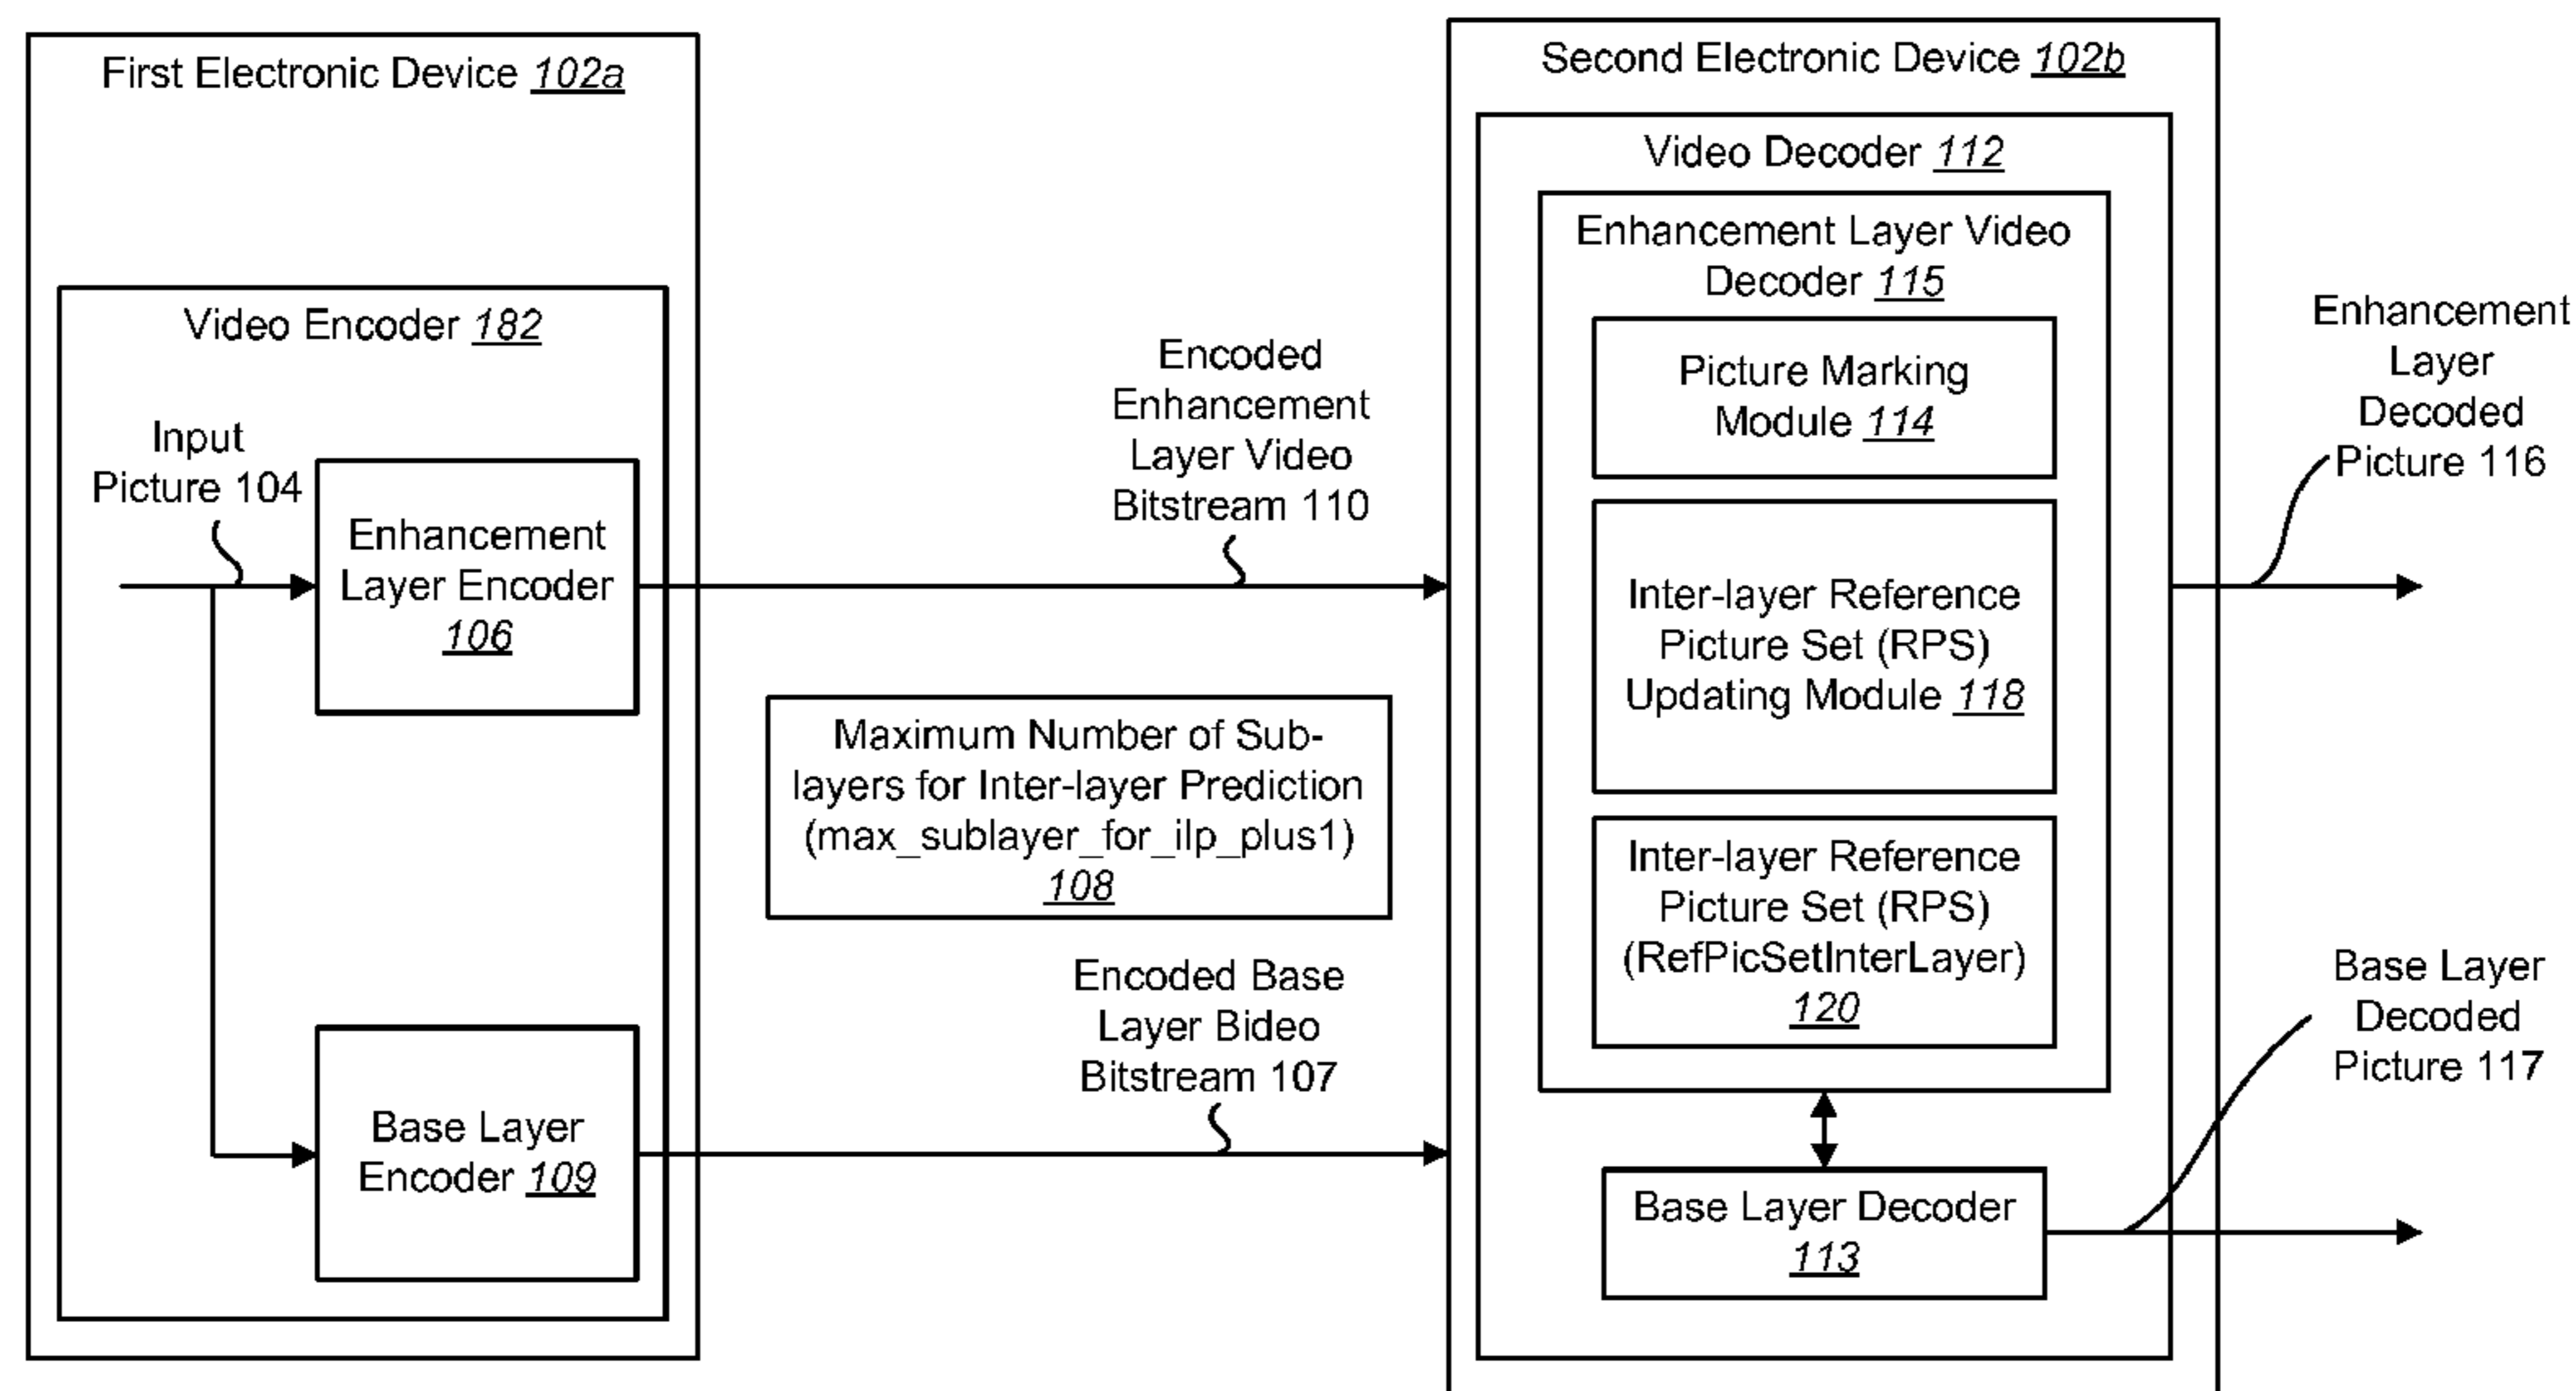 First Electronic Device 102a
Video Encoder 182
Input
Picture 104
Enhancement
Layer Encoder
106
Base Layer
Encoder 109
Encoded
Enhancement
Layer Video
Bitstream 110
Maximum Number of Sub-
layers for Inter-layer Prediction
(max_sublayer_for_ilp_plus1)
108
Encoded Base
Layer Bideo
Bitstream 107
Second Electronic Device 102b
Video Decoder 112
Enhancement Layer Video
Decoder 115
Picture Marking
Module 114
Inter-layer Reference
Picture Set (RPS)
Updating Module 118
Inter-layer Reference
Picture Set (RPS)
(RefPicSetInterLayer)
120
Base Layer Decoder
113
Enhancement
Layer
Decoded
Picture 116
Base Layer
Decoded
Picture 117